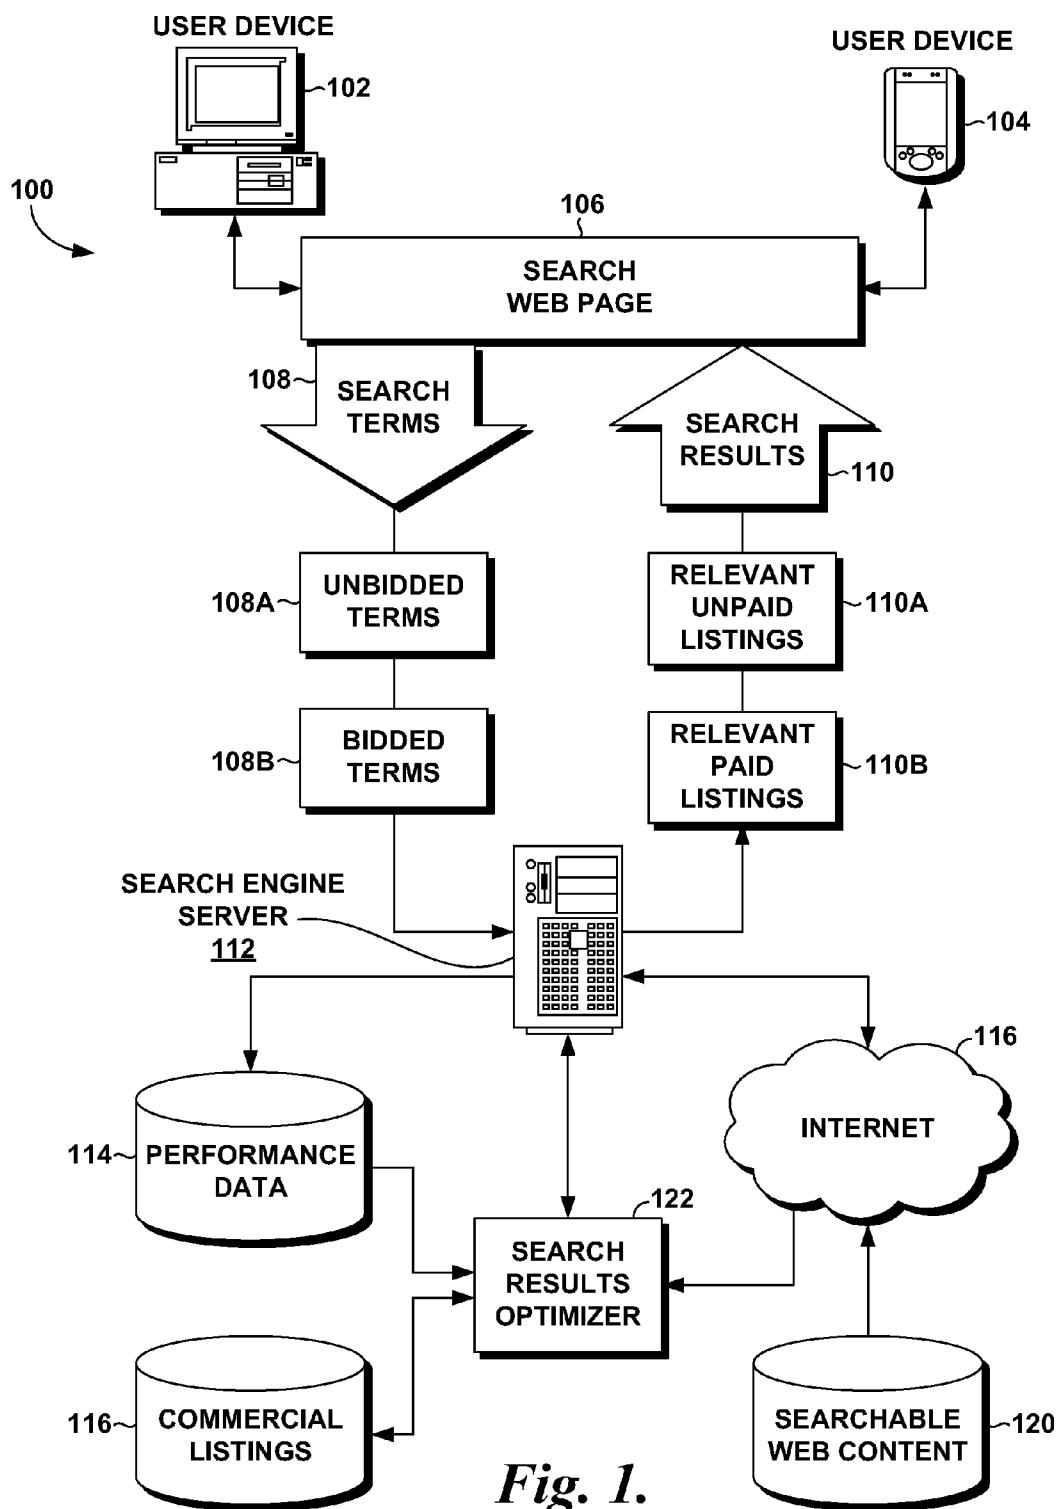 USER DEVICE
USER DEVICE
102
104
100
106
SEARCH
WEB PAGE
108
SEARCH
TERMS
SEARCH
RESULTS
110
108A
UNBIDDED
TERMS
RELEVANT
UNPAID
LISTINGS
110A
108B
BIDDED
TERMS
RELEVANT
PAID
LISTINGS
110B
SEARCH ENGINE
SERVER
112
116
INTERNET
114
PERFORMANCE
DATA
122
SEARCH
RESULTS
OPTIMIZER
116
COMMERCIAL
LISTINGS
SEARCHABLE
WEB CONTENT
120
Fig. 1.